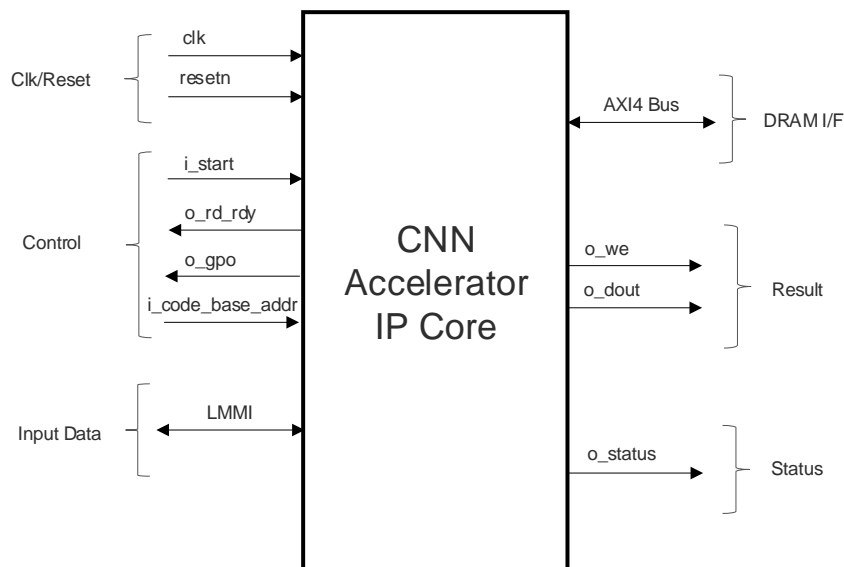 clk
Clk/Reset
resetn
i_start
o_rd_rdy
Control
o_gpo
i_code_base_addr
LMMI
Input Data
CNN
Accelerator
IP Core
AXI4 Bus
DRAM I/F
o_we
Result
o_dout
o_status
Status